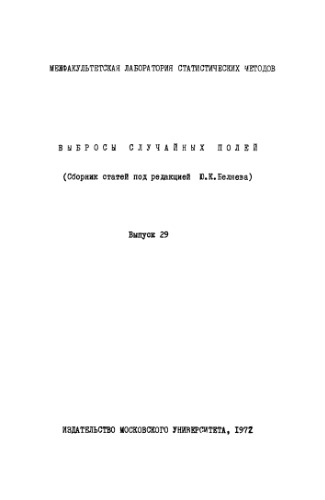 МЕЖФАКУЛЬТЕТСКАЯ ЛАБОРАТОРИЯ СТАТИСТИЧЕСКИХ МЕТОДОВ
ВЫБРОСЫ СЛУЧАЙНЫХ ПОЛЕЙ
(Сборник статей под редакцией Ю.К.Беляева)
Выпуск 29
ИЗДАТЕЛЬСТВО МОСКОВСКОГО УНИВЕРСИТЕТА, 1972